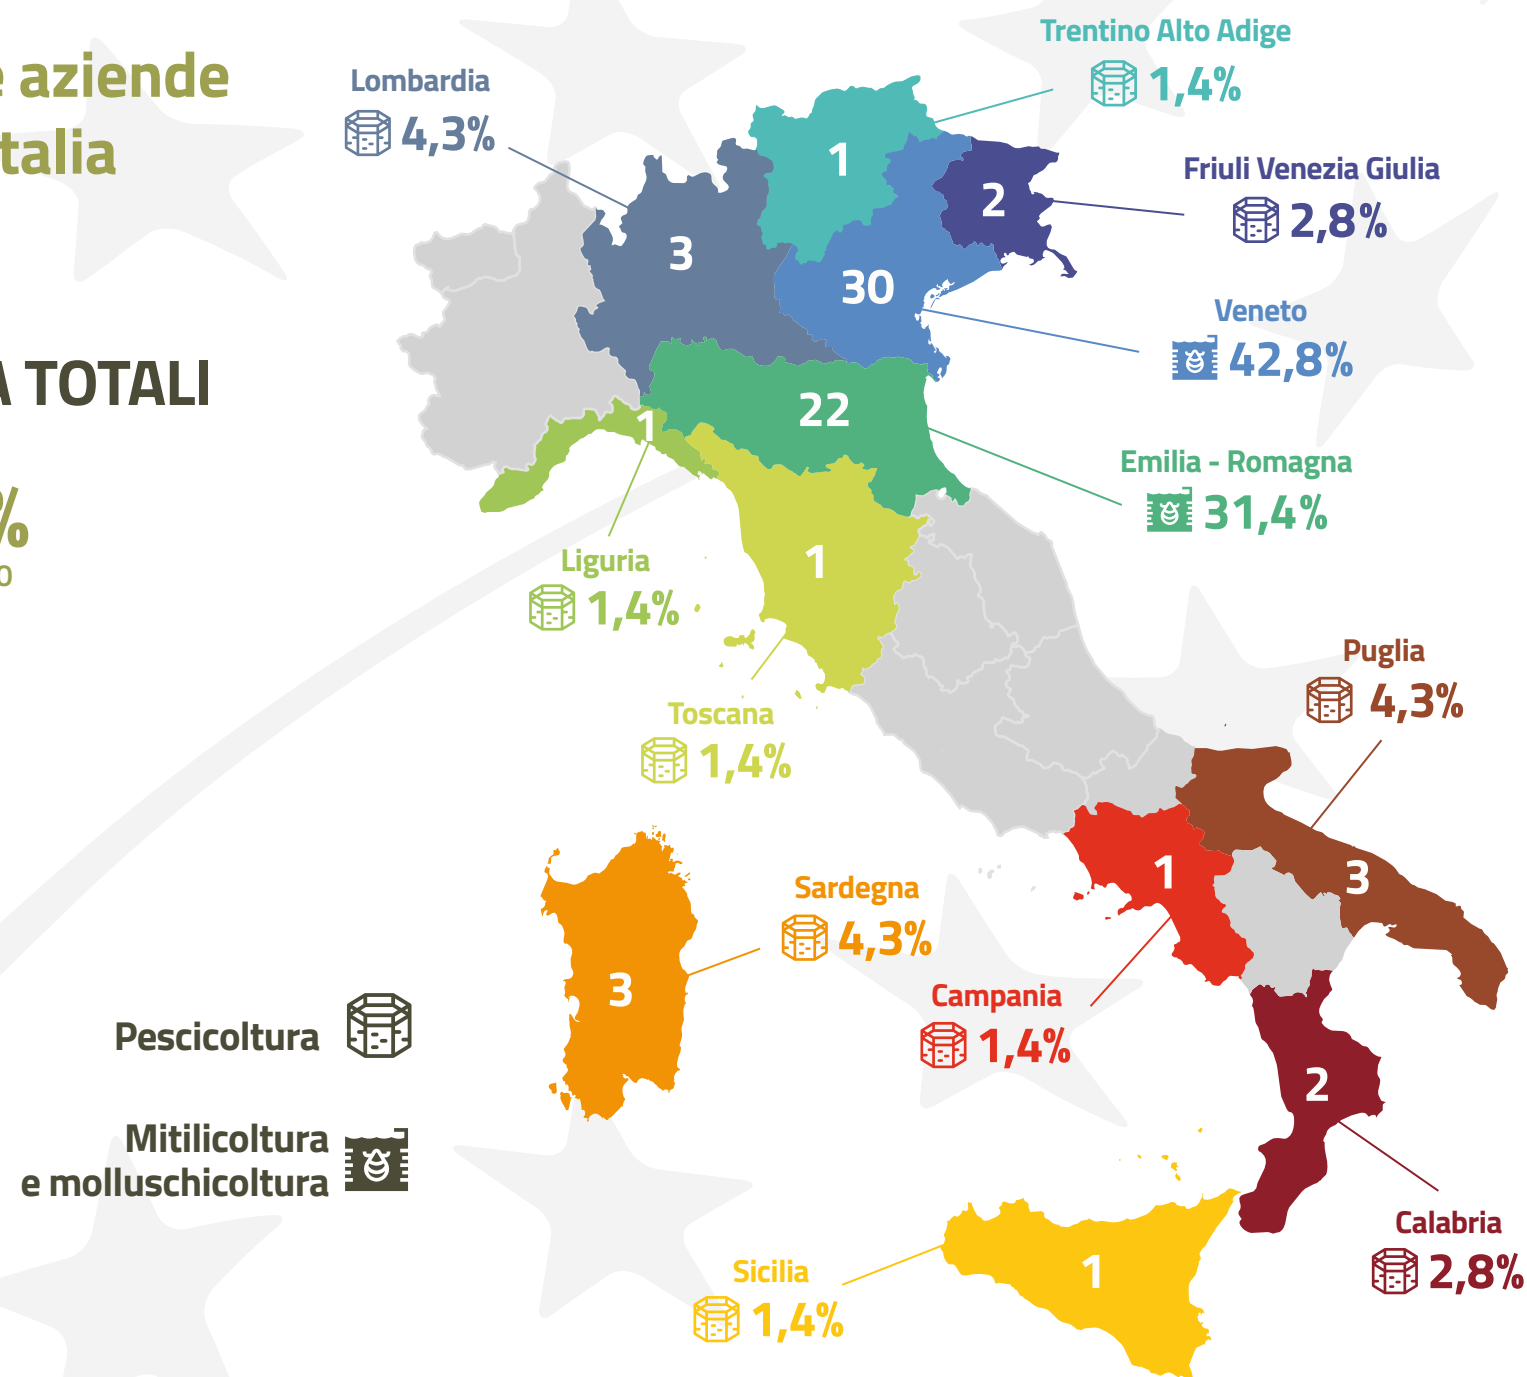 aziende
Italia
A TOTALI
%
Lombardia
4,3%
Trentino Alto Adige
1,4%
Friuli Venezia Giulia
2,8%
Veneto
42,8%
Emilia - Romagna
31,4%
Liguria
1,4%
Toscana
1,4%
Puglia
4,3%
Sardegna
4,3%
Campania
1,4%
Calabria
2,8%
Sicilia
1,4%
1
2
3
30
22
1
1
1
3
3
2
1
Pescicoltura
Mitilicoltura
e molluschicoltura